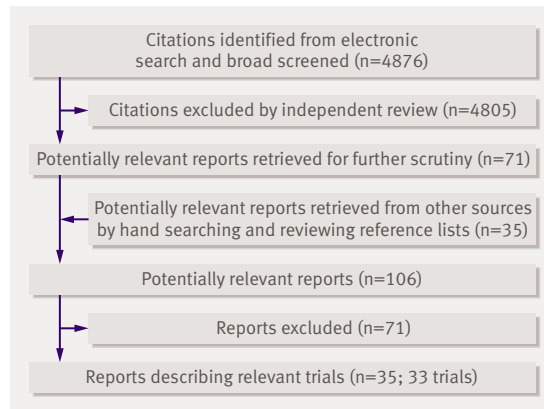 Citations identified from electronic
search and broad screened (n=4876)
Citations excluded by independent review (n=4805)
Potentially relevant reports retrieved for further scrutiny (n=71)
Potentially relevant reports retrieved from other sources
by hand searching and reviewing reference lists (n=35)
Potentially relevant reports (n=106)
Reports excluded (n=71)
Reports describing relevant trials (n=35; 33 trials)